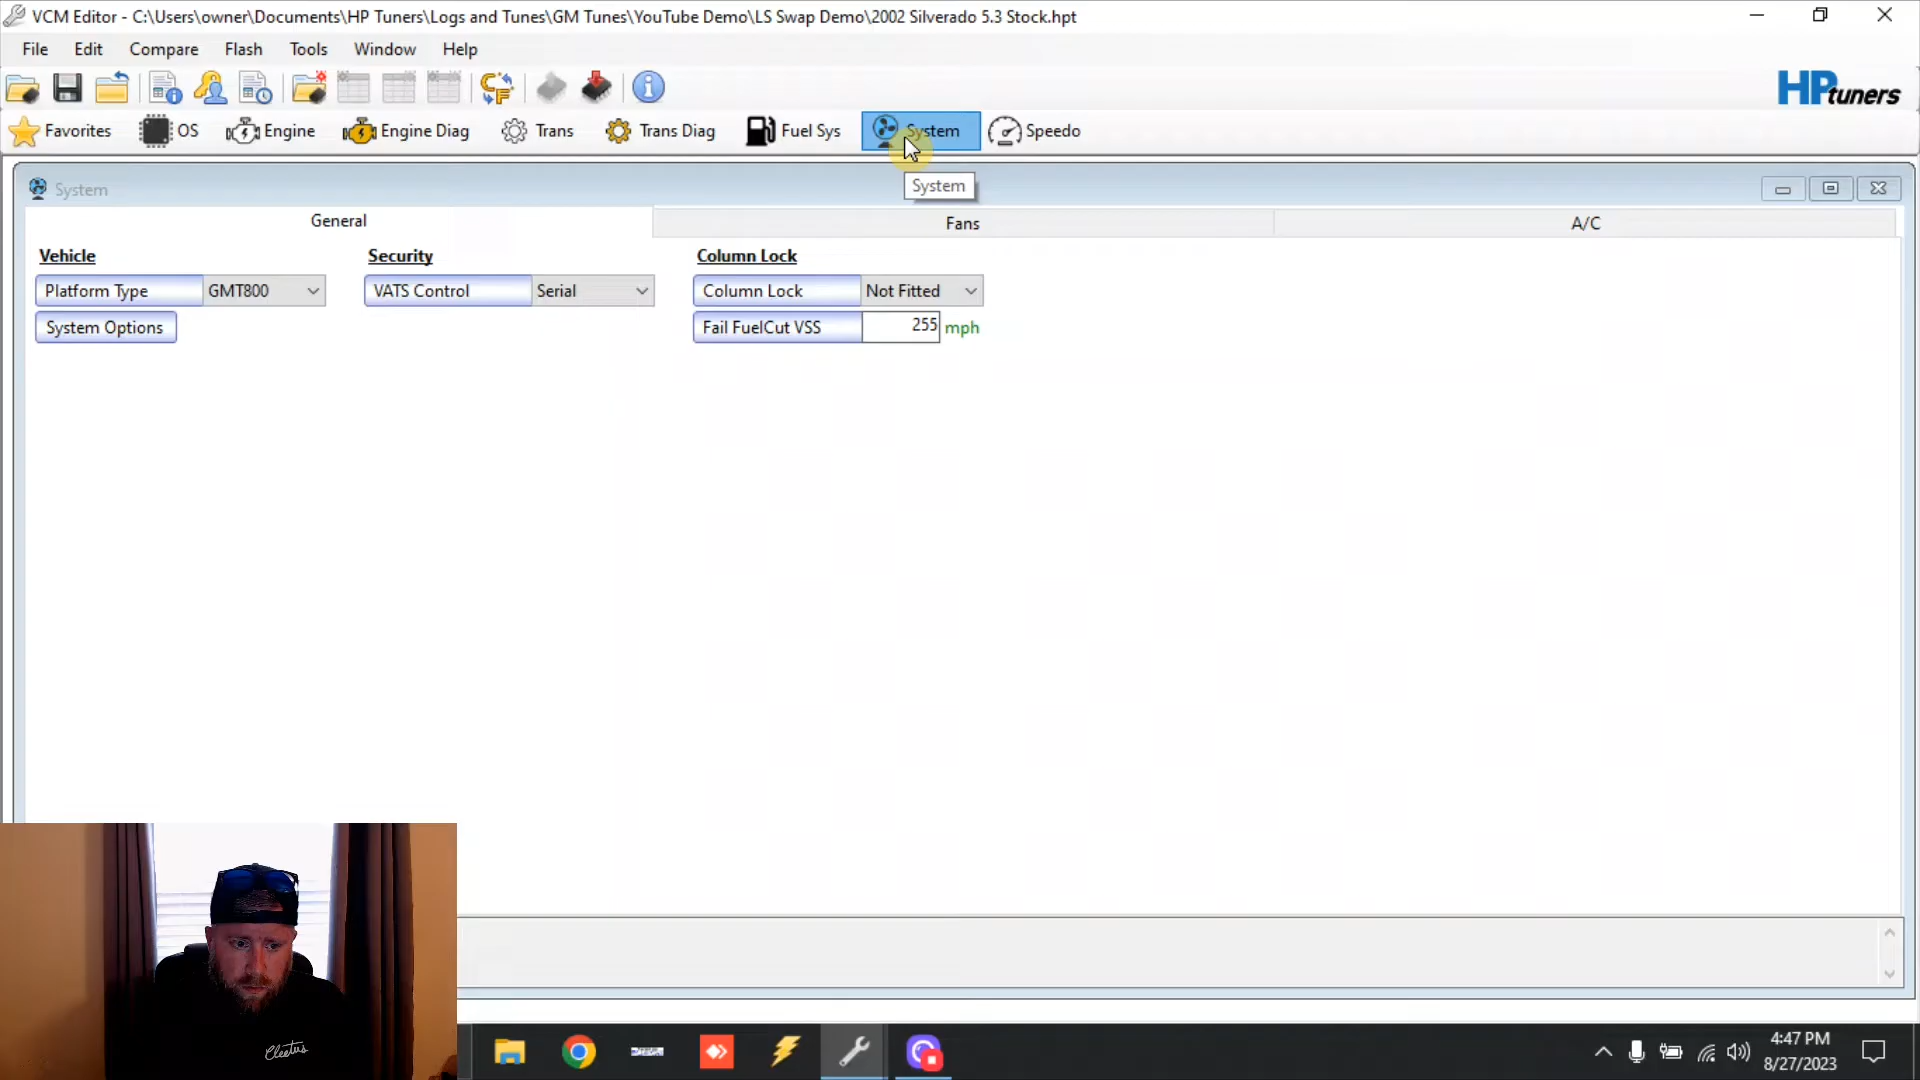 VCM Editor - C:\Users\owner\Documents\HP Tuners\Logs and Tunes\GM Tunes\YouTube Demo\LS Swap Demo\2002 Silverado 5.3 Stock.hpt
File Edit Compare Flash Tools Window Help
HPtuners
Favorites OS Engine Engine Diag Trans Trans Diag Fuel Sys System Speedo
System
System
General Fans A/C
Vehicle Security Column Lock
Platform Type GMT800 VATS Control Serial Column Lock Not Fitted
System Options Fail FuelCut VSS 255 mph
Cleetus
4:47 PM
8/27/2023